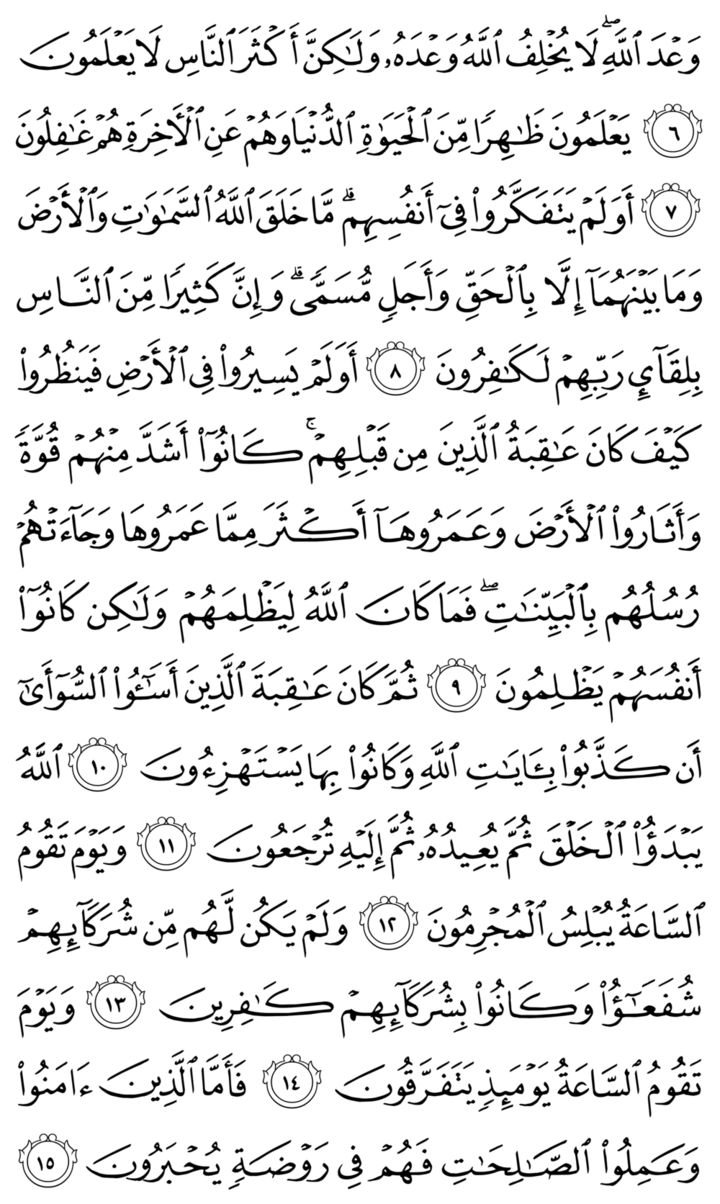 وَعْدَ ٱللَّهِ ۖ لَا يُخْلِفُ ٱللَّهُ وَعْدَهُۥ وَلَٰكِنَّ أَكْثَرَ ٱلنَّاسِ لَا يَعْلَمُونَ
٦ يَعْلَمُونَ ظَٰهِرًا مِّنَ ٱلْحَيَوٰةِ ٱلدُّنْيَا وَهُمْ عَنِ ٱلْأَخِرَةِ هُمْ غَٰفِلُونَ
٧ أَوَلَمْ يَتَفَكَّرُوا۟ فِىٓ أَنفُسِهِم ۗ مَّا خَلَقَ ٱللَّهُ ٱلسَّمَٰوَٰتِ وَٱلْأَرْضَ
وَمَا بَيْنَهُمَآ إِلَّا بِٱلْحَقِّ وَأَجَلٍ مُّسَمًّى ۗ وَإِنَّ كَثِيرًا مِّنَ ٱلنَّاسِ
بِلِقَآئِ رَبِّهِمْ لَكَٰفِرُونَ ٨ أَوَلَمْ يَسِيرُوا۟ فِى ٱلْأَرْضِ فَيَنظُرُوا۟
كَيْفَ كَانَ عَٰقِبَةُ ٱلَّذِينَ مِن قَبْلِهِمْ ۚ كَانُوٓا۟ أَشَدَّ مِنْهُمْ قُوَّةً
وَأَثَارُوا۟ ٱلْأَرْضَ وَعَمَرُوهَآ أَكْثَرَ مِمَّا عَمَرُوهَا وَجَآءَتْهُمْ
رُسُلُهُم بِٱلْبَيِّنَٰتِ ۖ فَمَا كَانَ ٱللَّهُ لِيَظْلِمَهُمْ وَلَٰكِن كَانُوٓا۟
أَنفُسَهُمْ يَظْلِمُونَ ٩ ثُمَّ كَانَ عَٰقِبَةَ ٱلَّذِينَ أَسَٰٓـُٔوا۟ ٱلسُّوٓأَىٰٓ
أَن كَذَّبُوا۟ بِـَٔايَٰتِ ٱللَّهِ وَكَانُوا۟ بِهَا يَسْتَهْزِءُونَ ١٠ ٱللَّهُ
يَبْدَؤُا۟ ٱلْخَلْقَ ثُمَّ يُعِيدُهُۥ ثُمَّ إِلَيْهِ تُرْجَعُونَ ١١ وَيَوْمَ تَقُومُ
ٱلسَّاعَةُ يُبْلِسُ ٱلْمُجْرِمُونَ ١٢ وَلَمْ يَكُن لَّهُم مِّن شُرَكَآئِهِمْ
شُفَعَٰٓؤُا۟ وَكَانُوا۟ بِشُرَكَآئِهِمْ كَٰفِرِينَ ١٣ وَيَوْمَ
تَقُومُ ٱلسَّاعَةُ يَوْمَئِذٍ يَتَفَرَّقُونَ ١٤ فَأَمَّا ٱلَّذِينَ ءَامَنُوا۟
وَعَمِلُوا۟ ٱلصَّٰلِحَٰتِ فَهُمْ فِى رَوْضَةٍ يُحْبَرُونَ ١٥